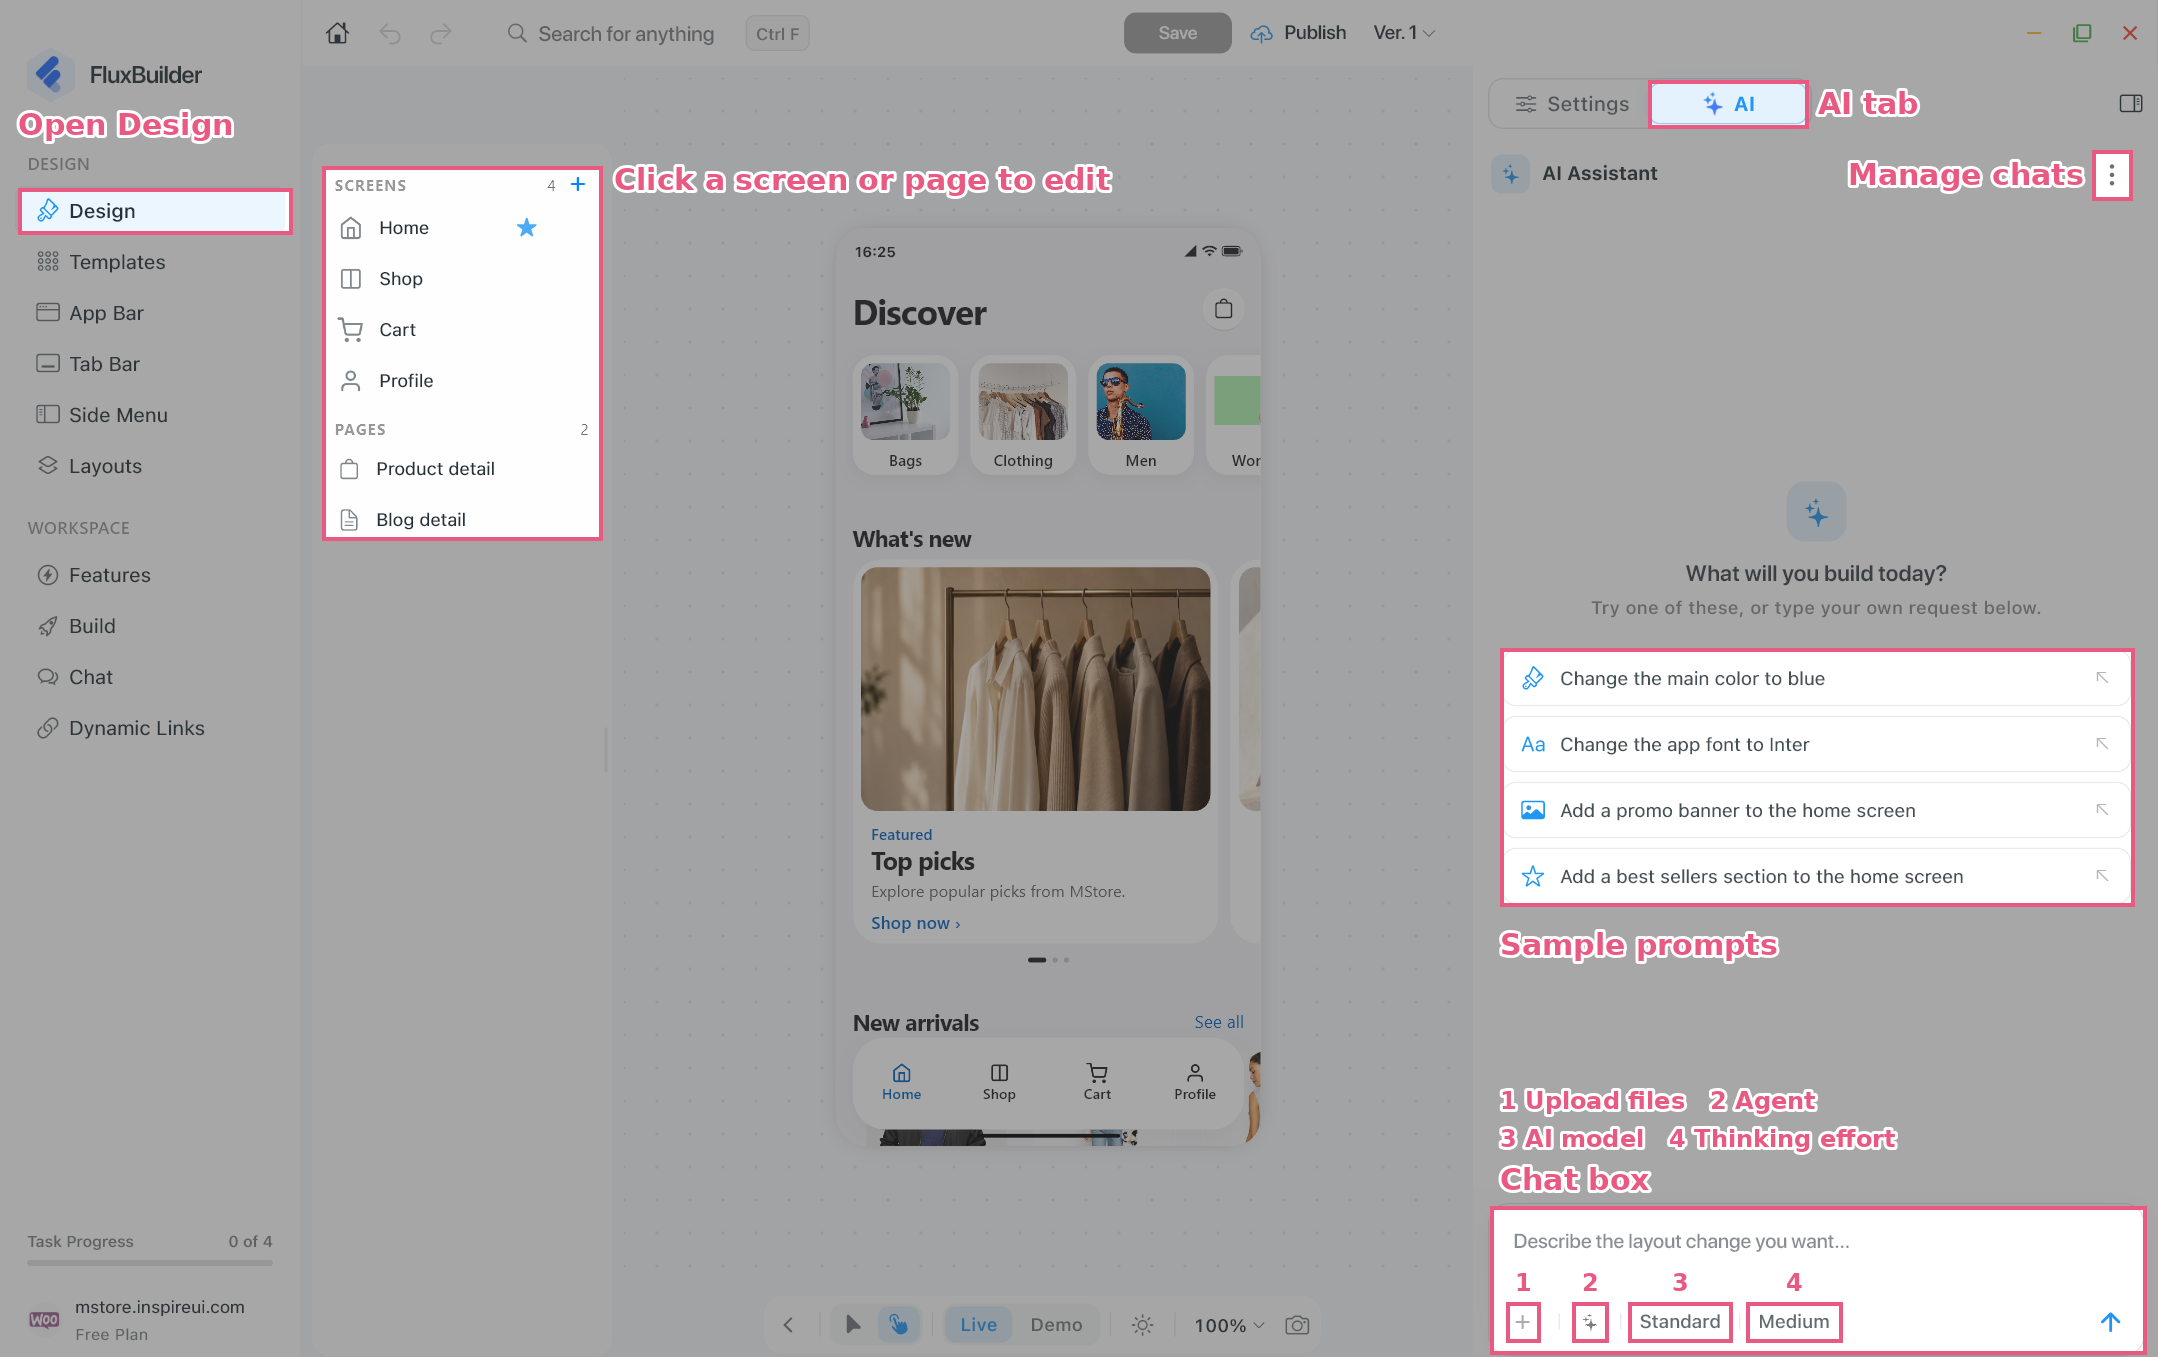 Search for anything
Ctrl F
Save
Publish
Ver. 1
FluxBuilder
Open Design
DESIGN
Design
Templates
App Bar
Tab Bar
Side Menu
Layouts
WORKSPACE
Features
Build
Chat
Dynamic Links
Task Progress
0 of 4
WOO
mstore.inspireui.com
Free Plan
SCREENS
4
Click a screen or page to edit
Home
Shop
Cart
Profile
PAGES
2
Product detail
Blog detail
16:25
Discover
Bags
Clothing
Men
Wor
What's new
Featured
Top picks
Explore popular picks from MStore.
Shop now ›
New arrivals
See all
Home
Shop
Cart
Profile
Live
Demo
100%
Settings
AI
AI tab
AI Assistant
Manage chats
What will you build today?
Try one of these, or type your own request below.
Change the main color to blue
Aa
Change the app font to Inter
Add a promo banner to the home screen
Add a best sellers section to the home screen
Sample prompts
1 Upload files 2 Agent
3 AI model 4 Thinking effort
Chat box
Describe the layout change you want...
1
2
3
4
Standard
Medium